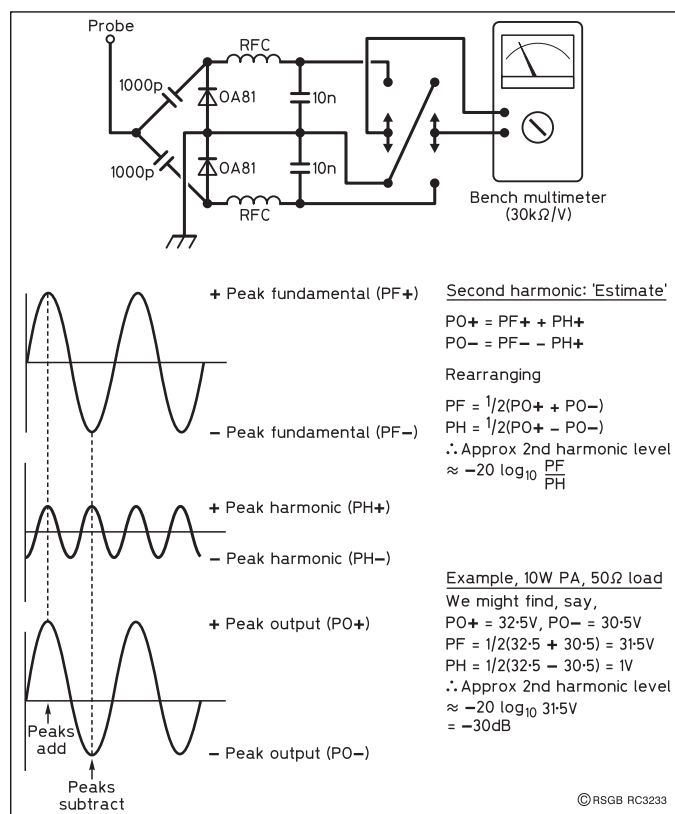 Probe
RFC
1000p
OA81
10n
1000p
OA81
10n
RFC
Bench multimeter
(30kΩ/V)
+ Peak fundamental (PF+)
− Peak fundamental (PF−)
+ Peak harmonic (PH+)
− Peak harmonic (PH−)
+ Peak output (PO+)
Peaks
add
− Peak output (PO−)
Peaks
subtract
Second harmonic: 'Estimate'
PO+ = PF+ + PH+
PO− = PF− − PH+
Rearranging
PF = 1/2(PO+ + PO−)
PH = 1/2(PO+ − PO−)
∴ Approx 2nd harmonic level
≈ −20 log10 PF/PH
Example, 10W PA, 50Ω load
We might find, say,
PO+ = 32·5V, PO− = 30·5V
PF = 1/2(32·5 + 30·5) = 31·5V
PH = 1/2(32·5 − 30·5) = 1V
∴ Approx 2nd harmonic level
≈ −20 log10 31·5V
= −30dB
© RSGB RC3233